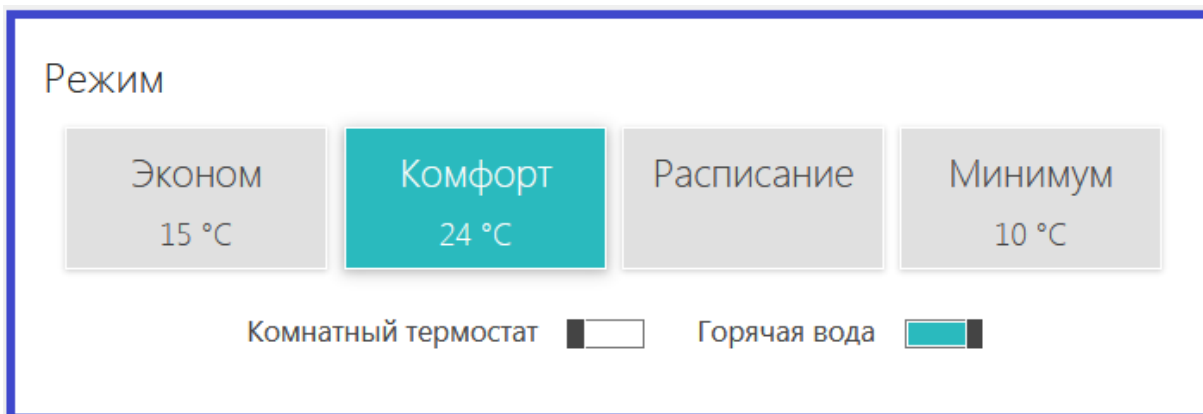 Режим
Эконом Комфорт Расписание Минимум
15 °C 24 °C 10 °C
Комнатный термостат Горячая вода